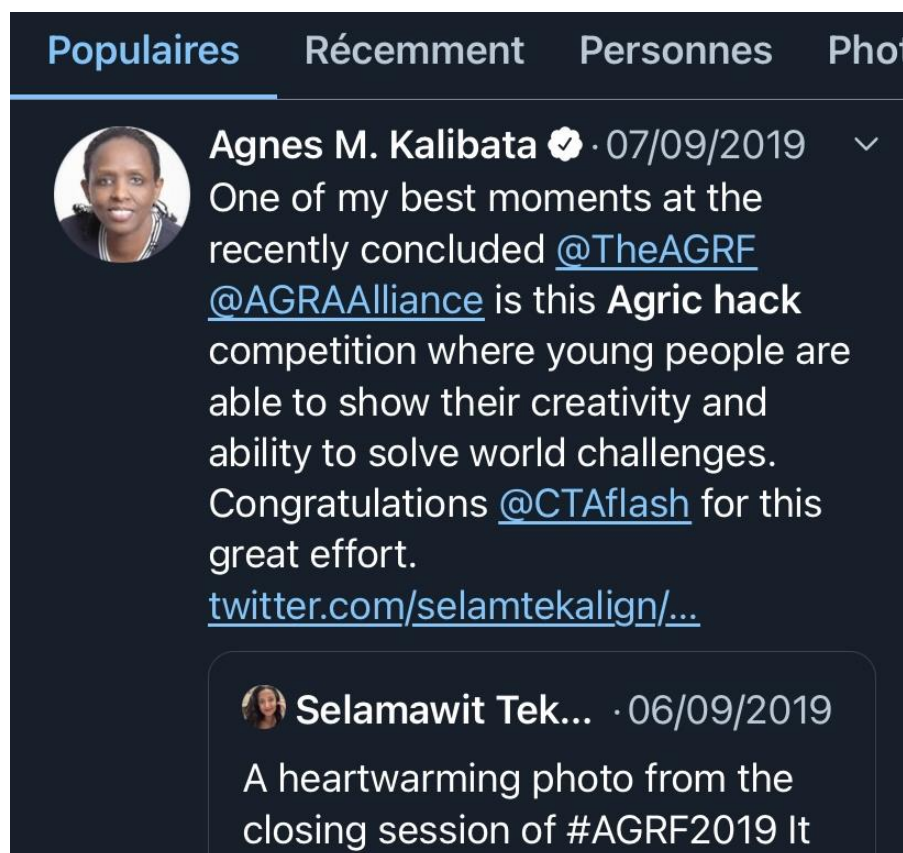 Populaires Récemment Personnes
Agnes M. Kalibata · 07/09/2019
One of my best moments at the
recently concluded @TheAGRF
@AGRAAlliance is this Agric hack
competition where young people are
able to show their creativity and
ability to solve world challenges.
Congratulations @CTAflash for this
great effort.
twitter.com/selamtekalign/...
Selamawit Tek... · 06/09/2019
A heartwarming photo from the
closing session of #AGRF2019 It